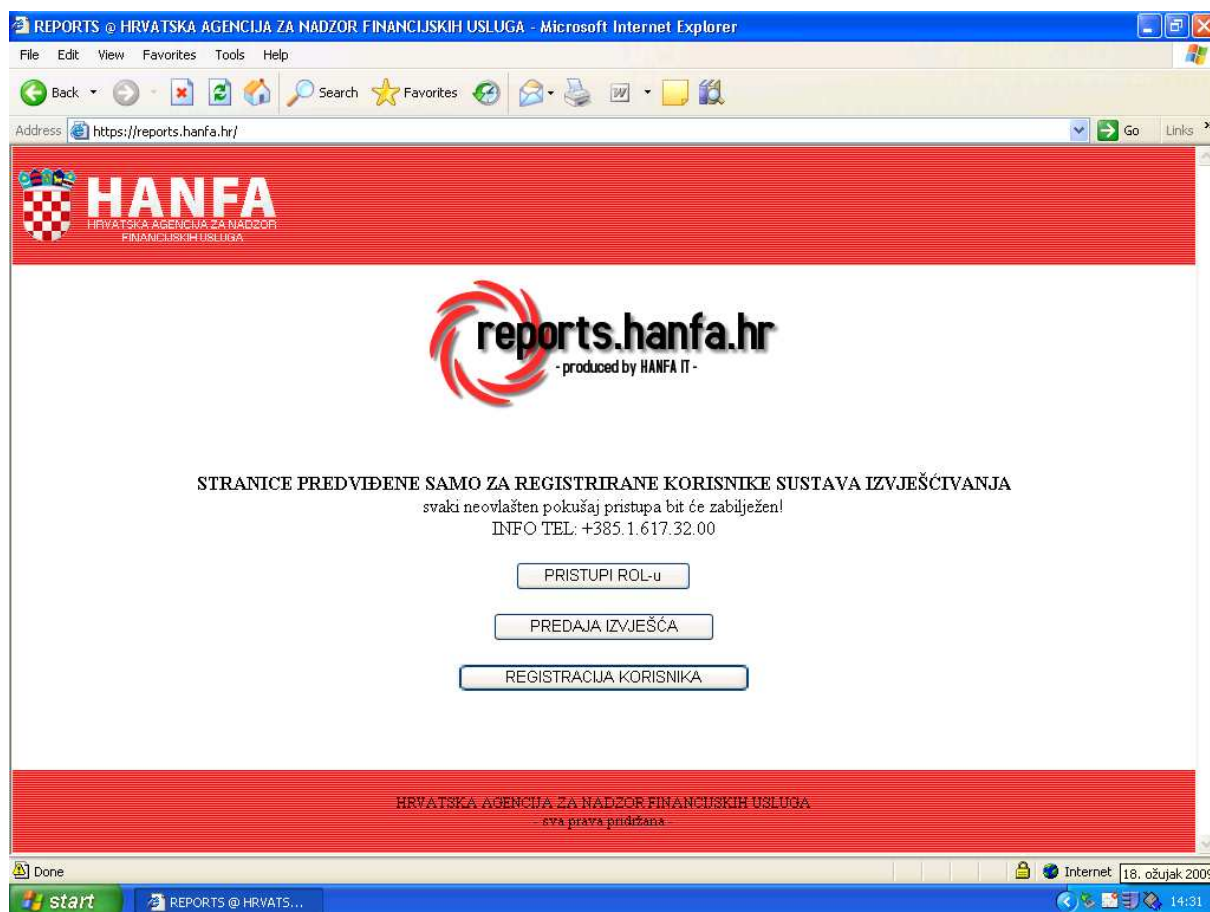 REPORTS @ HRVATSKA AGENCIJA ZA NADZOR FINANCIJSKIH USLUGA - Microsoft Internet Explorer
File Edit View Favorites Tools Help
Back Search Favorites
Address https://reports.hanfa.hr/ Go Links
HANFA
HRVATSKA AGENCIJA ZA NADZOR
FINANCIJSKIH USLUGA
reports.hanfa.hr
- produced by HANFA IT -
STRANICE PREDVIĐENE SAMO ZA REGISTRIRANE KORISNIKE SUSTAVA IZVJEŠĆIVANJA
svaki neovlašten pokušaj pristupa bit će zabilježen!
INFO TEL: +385.1.617.32.00
PRISTUPI ROL-u
PREDAJA IZVJEŠĆA
REGISTRACIJA KORISNIKA
HRVATSKA AGENCIJA ZA NADZOR FINANCIJSKIH USLUGA
- sva prava pridržana -
Done Internet 18. ožujak 2009
start REPORTS @ HRVATS... 14:31